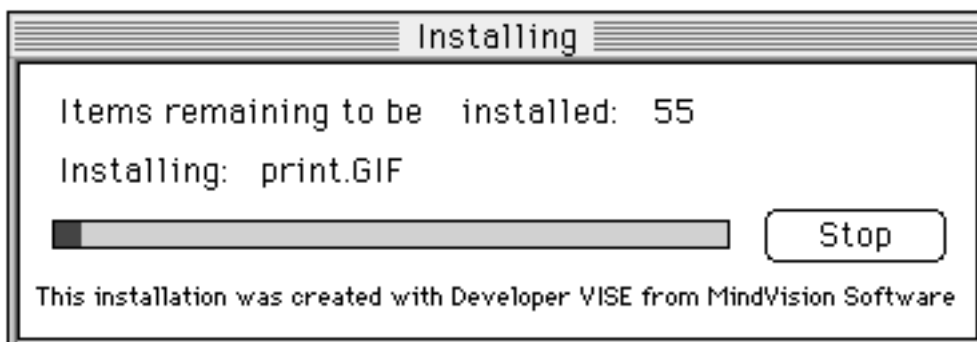 Installing
Items remaining to be installed: 55
Installing: print.GIF
Stop
This installation was created with Developer VISE from MindVision Software